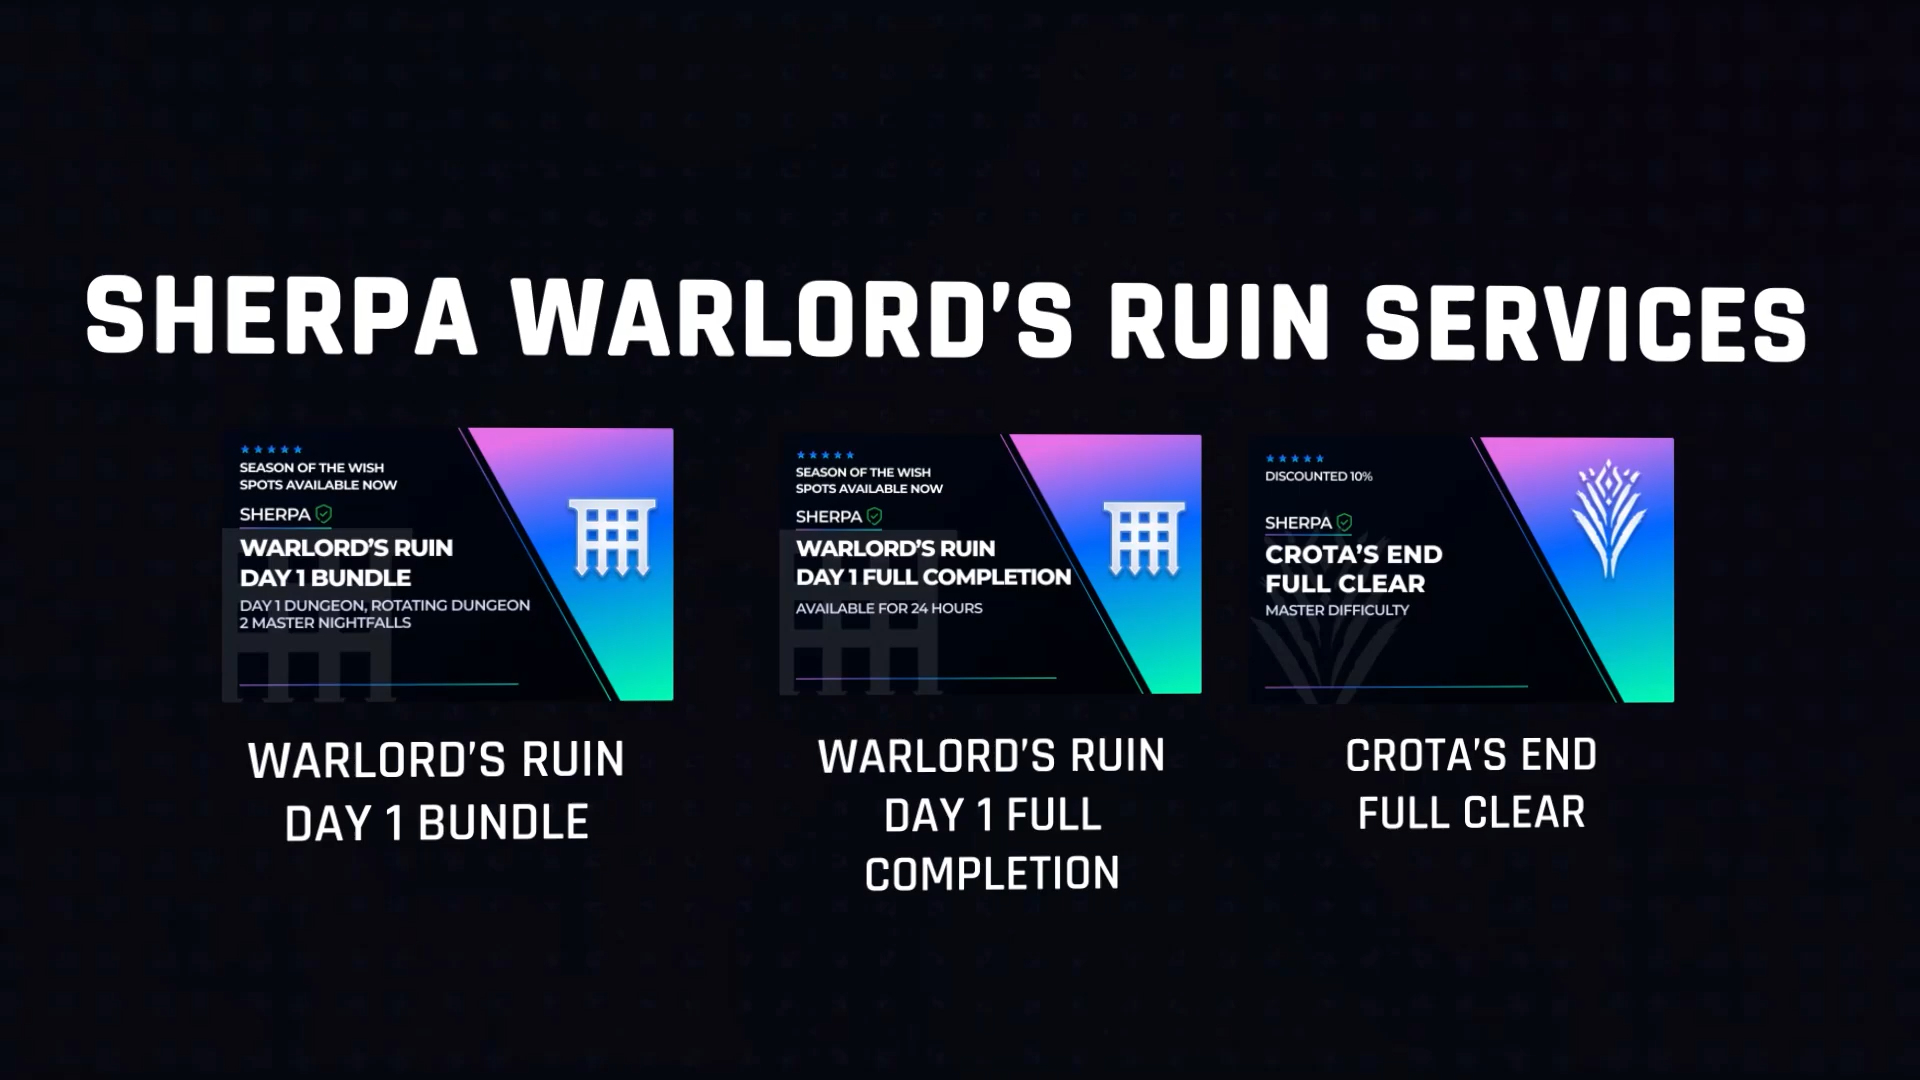 SHERPA WARLORD'S RUIN SERVICES
SEASON OF THE WISH
SPOTS AVAILABLE NOW
SHERPA
WARLORD'S RUIN
DAY 1 BUNDLE
DAY 1 DUNGEON, ROTATING DUNGEON
2 MASTER NIGHTFALLS
WARLORD'S RUIN
DAY 1 BUNDLE
SEASON OF THE WISH
SPOTS AVAILABLE NOW
SHERPA
WARLORD'S RUIN
DAY 1 FULL COMPLETION
AVAILABLE FOR 24 HOURS
WARLORD'S RUIN
DAY 1 FULL
COMPLETION
DISCOUNTED 10%
SHERPA
CROTA'S END
FULL CLEAR
MASTER DIFFICULTY
CROTA'S END
FULL CLEAR